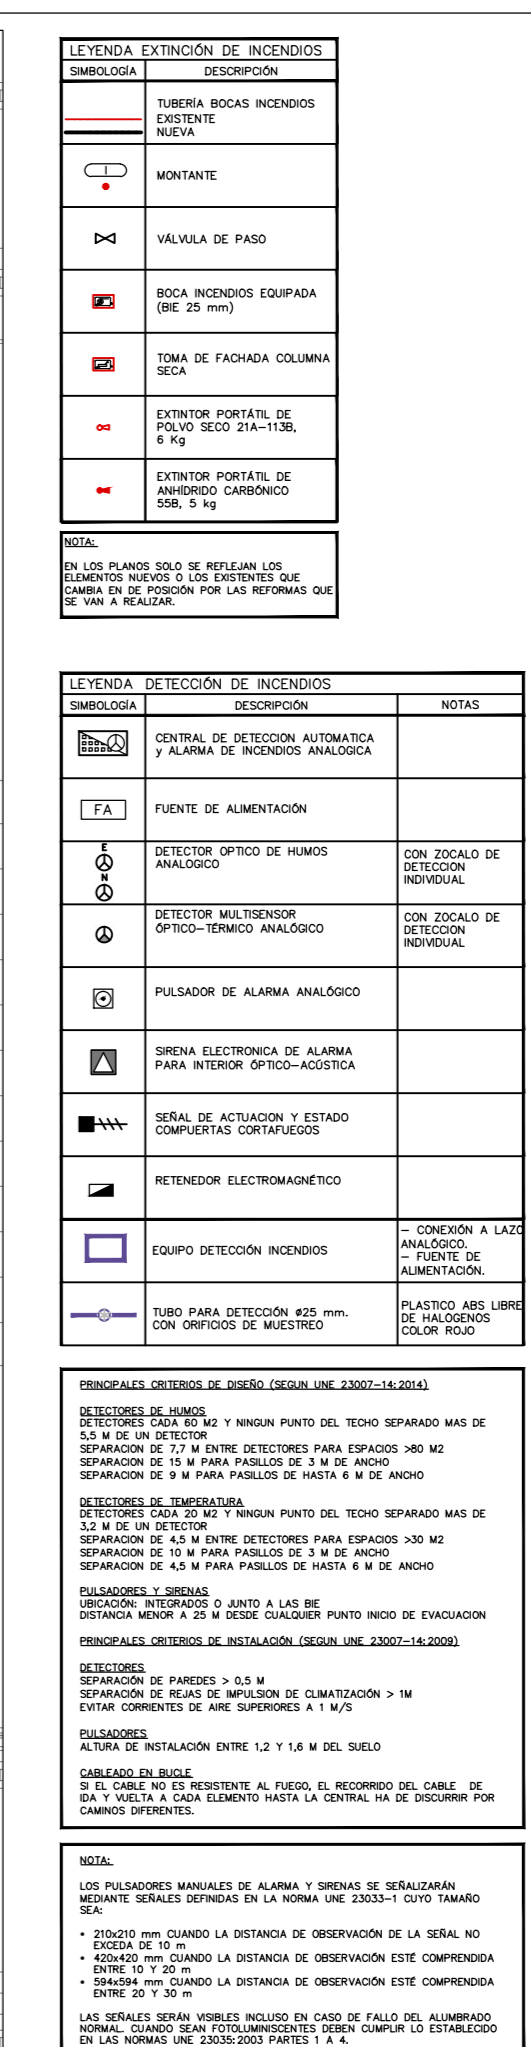 LEYENDA EXTINCIÓN DE INCENDIOS
SIMBOLOGÍA DESCRIPCIÓN
TUBERÍA BOCAS INCENDIOS
EXISTENTE
NUEVA
MONTANTE
VÁLVULA DE PASO
BOCA INCENDIOS EQUIPADA
(BIE 25 mm)
TOMA DE FACHADA COLUMNA
SECA
EXTINTOR PORTÁTIL DE
POLVO SECO 21A-113B,
6 Kg
EXTINTOR PORTÁTIL DE
ANHÍDRIDO CARBÓNICO
55B, 5 kg
NOTA:
EN LOS PLANOS SOLO SE REFLEJAN LOS
ELEMENTOS NUEVOS O LOS EXISTENTES QUE
CAMBIA EN DE POSICIÓN POR LAS REFORMAS QUE
SE VAN A REALIZAR.
LEYENDA DETECCIÓN DE INCENDIOS
SIMBOLOGÍA DESCRIPCIÓN NOTAS
CENTRAL DE DETECCION AUTOMATICA
y ALARMA DE INCENDIOS ANALOGICA
FA FUENTE DE ALIMENTACIÓN
E
N
DETECTOR OPTICO DE HUMOS
ANALOGICO
CON ZOCALO DE
DETECCION
INDIVIDUAL
DETECTOR MULTISENSOR
ÓPTICO-TÉRMICO ANALÓGICO
CON ZOCALO DE
DETECCION
INDIVIDUAL
PULSADOR DE ALARMA ANALÓGICO
SIRENA ELECTRONICA DE ALARMA
PARA INTERIOR ÓPTICO-ACÚSTICA
SEÑAL DE ACTUACION Y ESTADO
COMPUERTAS CORTAFUEGOS
RETENEDOR ELECTROMAGNÉTICO
EQUIPO DETECCIÓN INCENDIOS
- CONEXIÓN A LAZO
ANALÓGICO.
- FUENTE DE
ALIMENTACIÓN.
TUBO PARA DETECCIÓN ø25 mm.
CON ORIFICIOS DE MUESTREO
PLASTICO ABS LIBRE
DE HALOGENOS
COLOR ROJO
PRINCIPALES CRITERIOS DE DISEÑO (SEGUN UNE 23007-14:2014)
DETECTORES DE HUMOS
DETECTORES CADA 60 M2 Y NINGUN PUNTO DEL TECHO SEPARADO MAS DE
5,5 M DE UN DETECTOR
SEPARACION DE 7,7 M ENTRE DETECTORES PARA ESPACIOS >80 M2
SEPARACION DE 15 M PARA PASILLOS DE 3 M DE ANCHO
SEPARACION DE 9 M PARA PASILLOS DE HASTA 6 M DE ANCHO
DETECTORES DE TEMPERATURA
DETECTORES CADA 20 M2 Y NINGUN PUNTO DEL TECHO SEPARADO MAS DE
3,2 M DE UN DETECTOR
SEPARACION DE 4,5 M ENTRE DETECTORES PARA ESPACIOS >30 M2
SEPARACION DE 10 M PARA PASILLOS DE 3 M DE ANCHO
SEPARACION DE 4,5 M PARA PASILLOS DE HASTA 6 M DE ANCHO
PULSADORES Y SIRENAS
UBICACIÓN: INTEGRADOS O JUNTO A LAS BIE
DISTANCIA MENOR A 25 M DESDE CUALQUIER PUNTO INICIO DE EVACUACION
PRINCIPALES CRITERIOS DE INSTALACIÓN (SEGUN UNE 23007-14:2009)
DETECTORES
SEPARACIÓN DE PAREDES > 0,5 M
SEPARACIÓN DE REJAS DE IMPULSION DE CLIMATIZACIÓN > 1M
EVITAR CORRIENTES DE AIRE SUPERIORES A 1 M/S
PULSADORES
ALTURA DE INSTALACIÓN ENTRE 1,2 Y 1,6 M DEL SUELO
CABLEADO EN BUCLE
SI EL CABLE NO ES RESISTENTE AL FUEGO, EL RECORRIDO DEL CABLE DE
IDA Y VUELTA A CADA ELEMENTO HASTA LA CENTRAL HA DE DISCURRIR POR
CAMINOS DIFERENTES.
NOTA:
LOS PULSADORES MANUALES DE ALARMA Y SIRENAS SE SEÑALIZARÁN
MEDIANTE SEÑALES DEFINIDAS EN LA NORMA UNE 23033-1 CUYO TAMAÑO
SEA:
• 210x210 mm CUANDO LA DISTANCIA DE OBSERVACIÓN DE LA SEÑAL NO
EXCEDA DE 10 m
• 420x420 mm CUANDO LA DISTANCIA DE OBSERVACIÓN ESTÉ COMPRENDIDA
ENTRE 10 Y 20 m
• 594x594 mm CUANDO LA DISTANCIA DE OBSERVACIÓN ESTÉ COMPRENDIDA
ENTRE 20 Y 30 m
LAS SEÑALES SERÁN VISIBLES INCLUSO EN CASO DE FALLO DEL ALUMBRADO
NORMAL. CUANDO SEAN FOTOLUMINISCENTES DEBEN CUMPLIR LO ESTABLECIDO
EN LAS NORMAS UNE 23035:2003 PARTES 1 A 4.